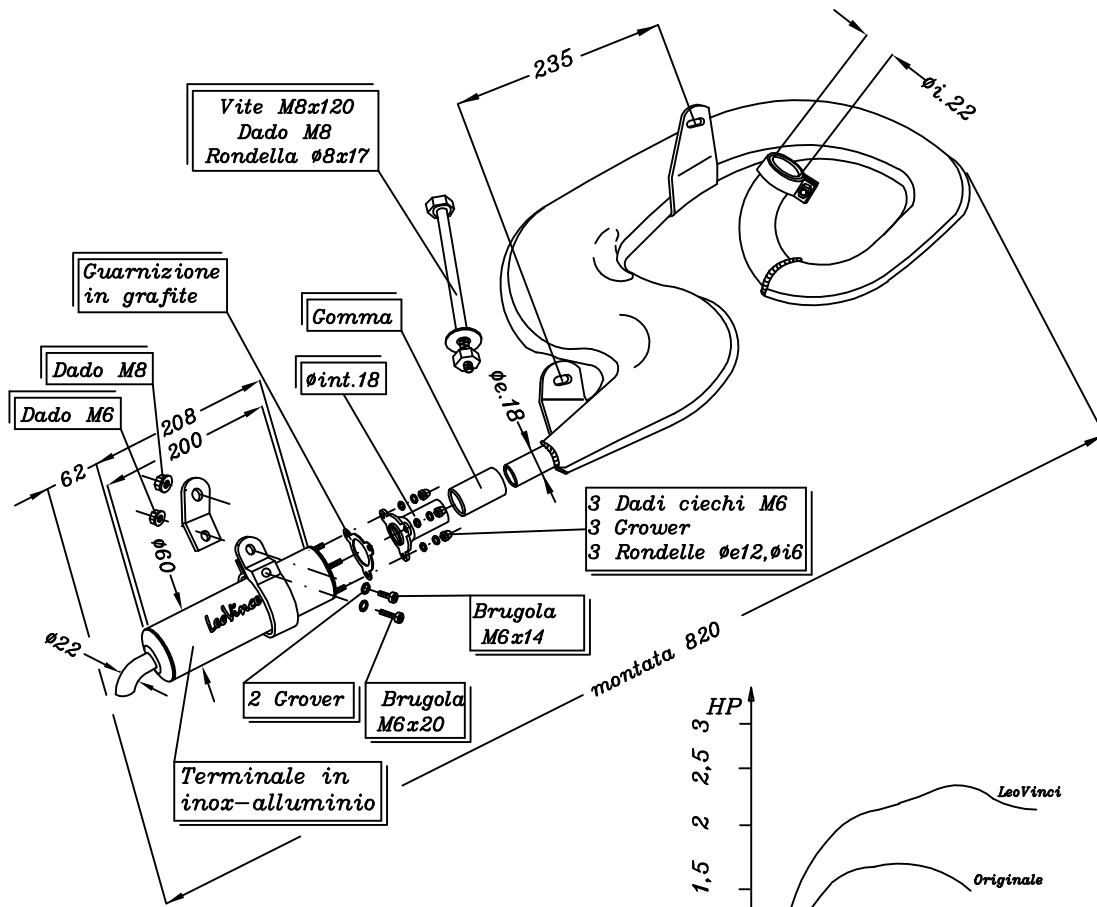 235
øi.22
Vite M8x120
Dado M8
Rondella ø8x17
Guarnizione
in grafite
Gomma
Dado M8
øint.18
øe.18
Dado M6
208
200
62
ø60
3 Dadi ciechi M6
3 Grower
3 Rondelle øe12,øi6
LeoVince
Brugola
M6x14
ø22
montata 820
2 Grover
Brugola
M6x20
Terminale in
inox-alluminio
HP
3
2,5
2
1,5
LeoVinci
Originale